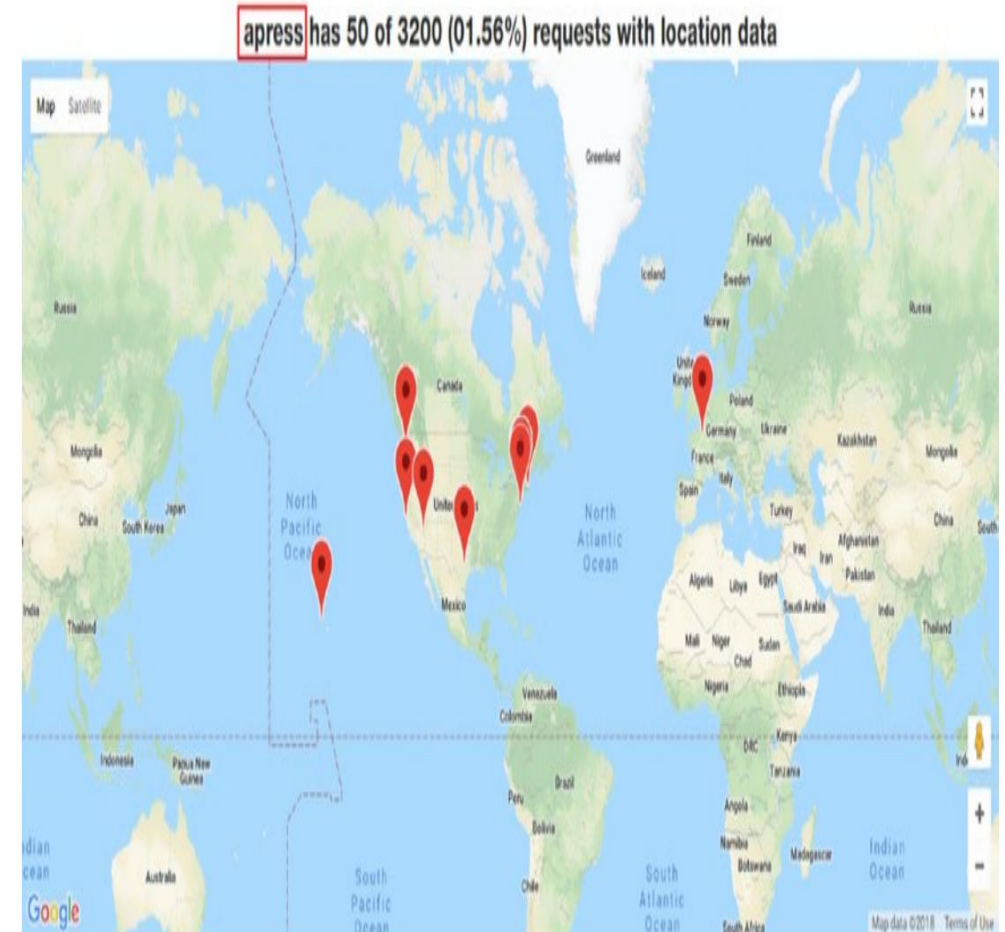 apress has 50 of 3200 (01.56%) requests with location data
Map Satellite
Greenland
Iceland
Finland
Sweden
Norway
Russia
Russia
Canada
Poland
Germany
Ukraine
France
Italy
Spain
Turkey
Kazakhstan
Mongolia
Mongolia
China
China
South Korea
Japan
South
North
Pacific
North
Atlantic
Ocean
Mexico
Iraq
Iran
Afghanistan
Pakistan
Algeria
Libya
Egypt
Saudi Arabia
India
Thailand
Thailand
Mali
Niger
Sudan
Chad
Nigeria
Ethiopia
Venezuela
Colombia
DRC
Kenya
Tanzania
Indonesia
Papua New
Guinea
Brazil
Peru
Bolivia
Angola
Namibia
Botswana
Madagascar
Chile
Australia
South
Pacific
Ocean
South
Atlantic
Ocean
Indian
Ocean
South Africa
Google
Map data ©2018 Terms of Use